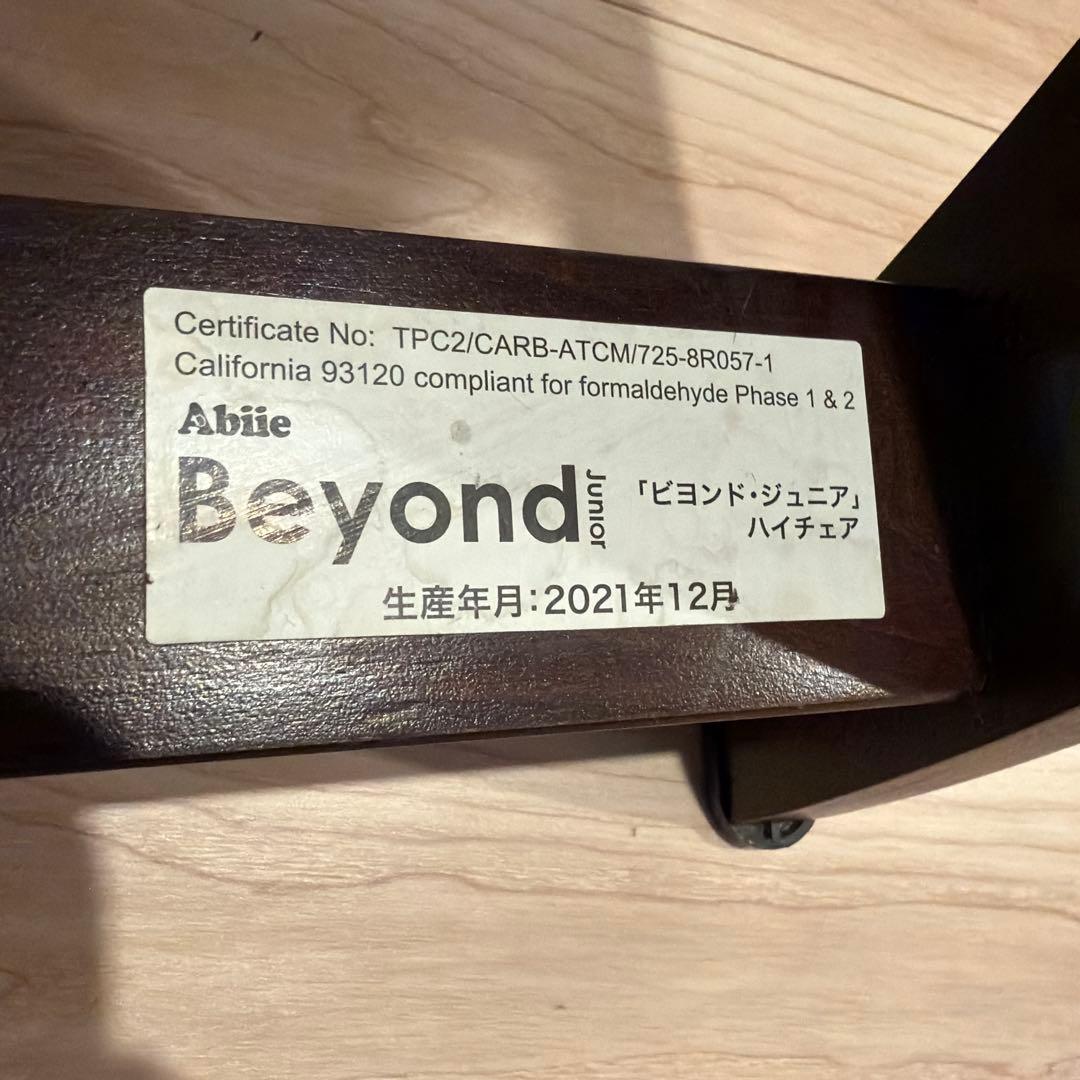 Certificate No: TPC2/CARB-ATCM/725-8R057-1
California 93120 compliant for formaldehyde Phase 1 & 2
Abiie
Beyond Junior
「ビヨンド・ジュニア」
ハイチェア
生産年月:2021年12月